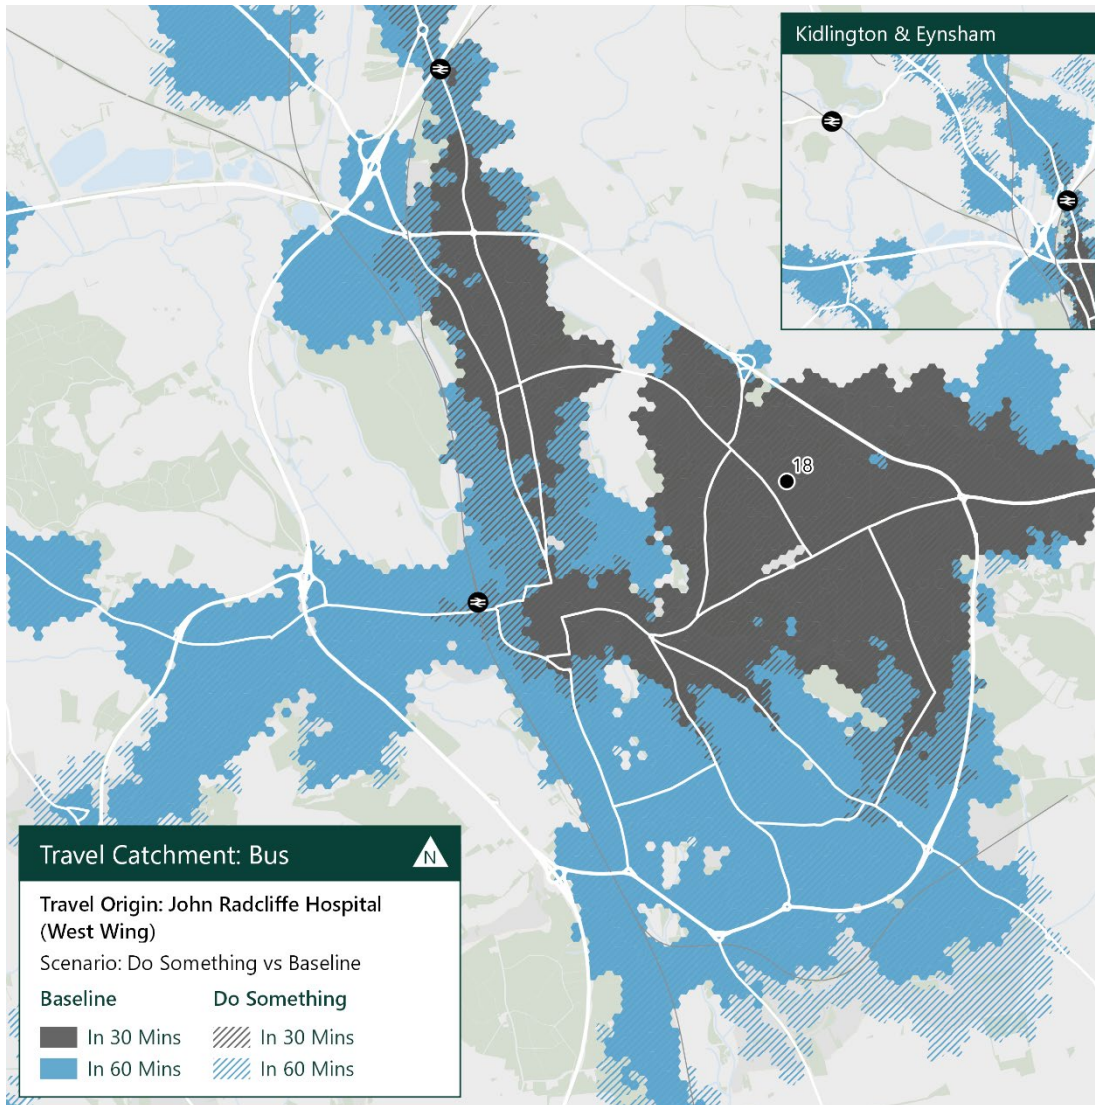 Kidlington & Eynsham
18
Travel Catchment: Bus
N
Travel Origin: John Radcliffe Hospital
(West Wing)
Scenario: Do Something vs Baseline
Baseline Do Something
In 30 Mins In 30 Mins
In 60 Mins In 60 Mins